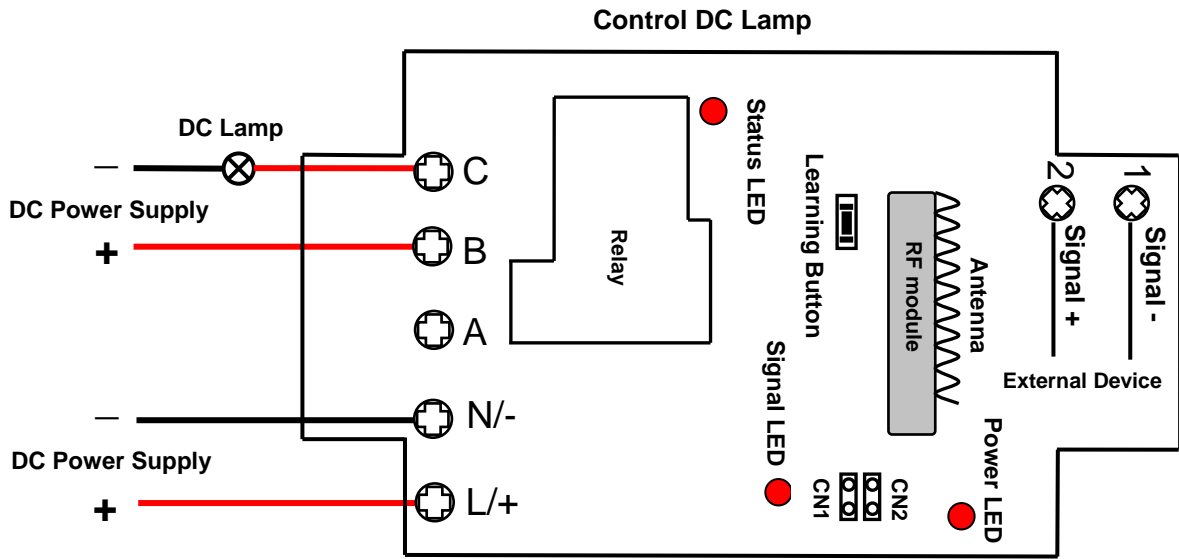 Control DC Lamp
DC Lamp
–
DC Power Supply
+
C
B
A
–
N/-
DC Power Supply
+
L/+
Relay
Status LED
Learning Button
Signal LED
RF module
Antenna
CN1
CN2
Power LED
2
1
Signal +
Signal -
External Device